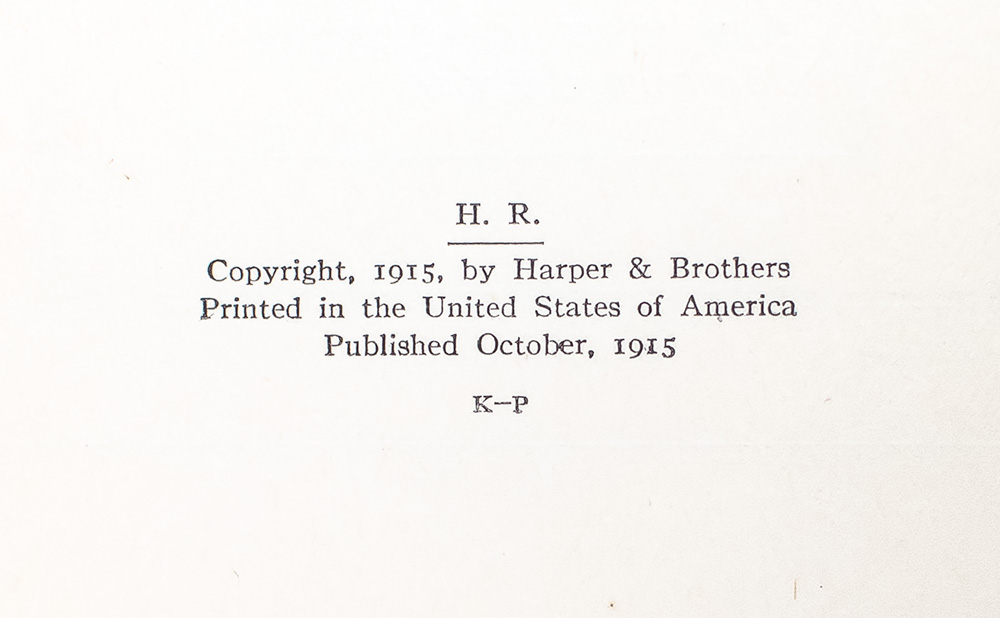 H. R.
Copyright, 1915, by Harper & Brothers
Printed in the United States of America
Published October, 1915
K–P